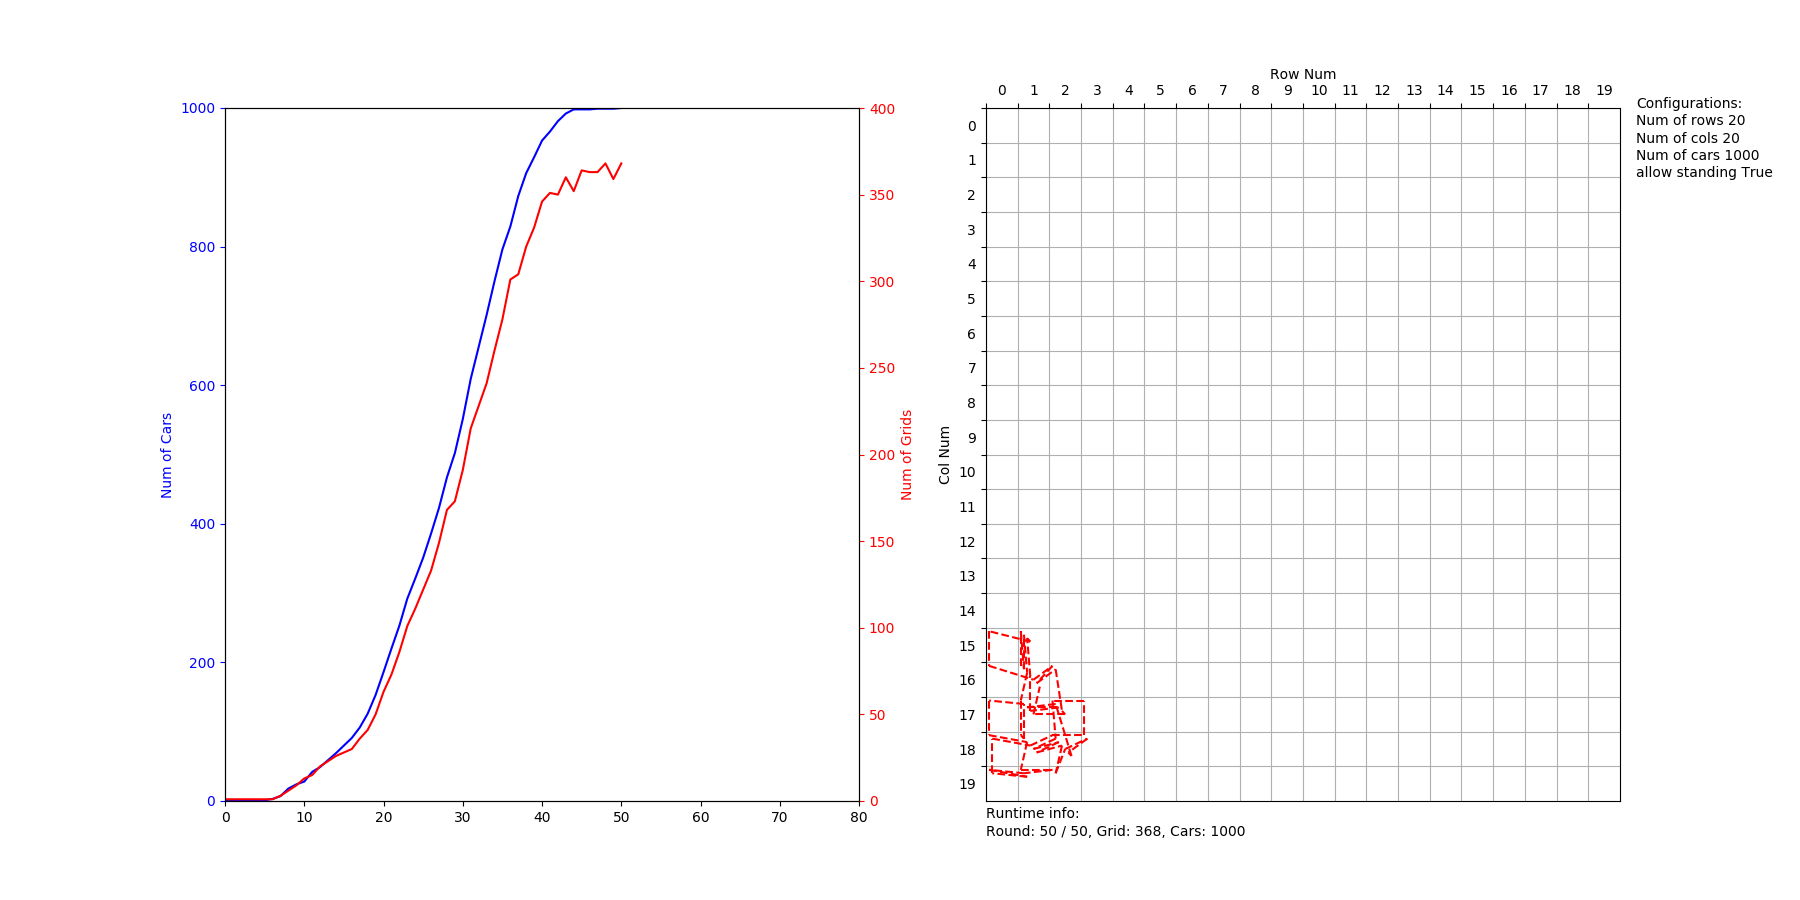 1000
800
600
400
200
0
Num of Cars
0 10 20 30 40 50 60 70 80
400
350
300
250
200
150
100
50
0
Num of Grids
Row Num
0 1 2 3 4 5 6 7 8 9 10 11 12 13 14 15 16 17 18 19
Col Num
0
1
2
3
4
5
6
7
8
9
10
11
12
13
14
15
16
17
18
19
Configurations:
Num of rows 20
Num of cols 20
Num of cars 1000
allow standing True
Runtime info:
Round: 50 / 50, Grid: 368, Cars: 1000